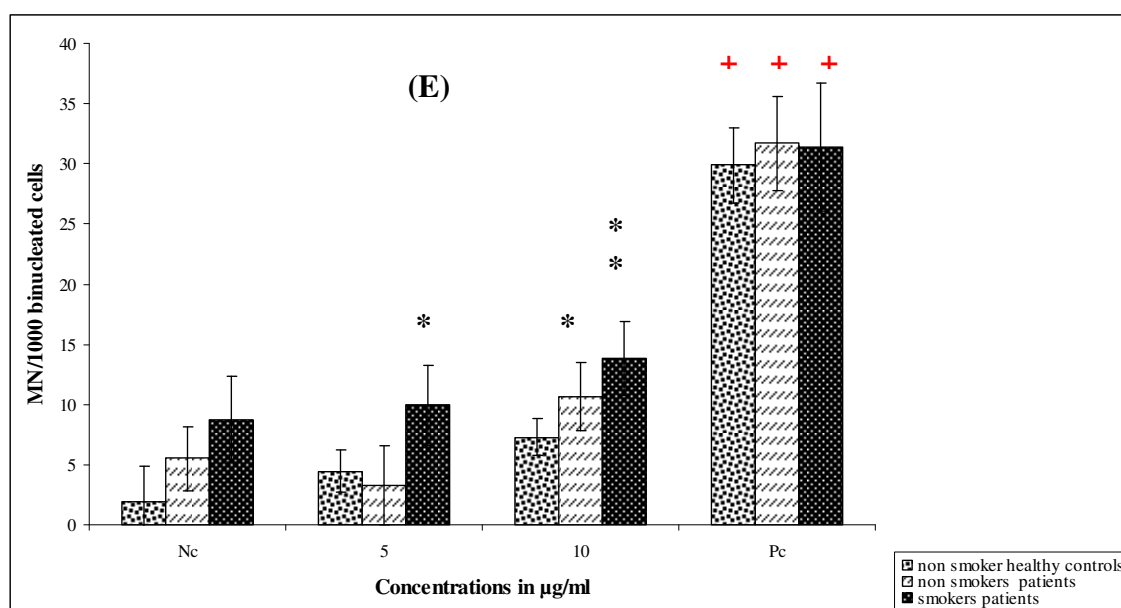 (E)
40
35
30
25
20
15
10
5
0
MN/1000 binucleated cells
+ + +
*
*
* *
Nc 5 10 Pc
Concentrations in µg/ml
non smoker healthy controls
non smokers patients
smokers patients